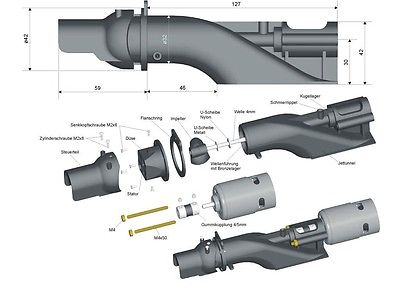 127
ø42
ø32
42
30
59
46
Kugellager
Schmiernippel
Welle 4mm
U-Scheibe
Nylon
U-Scheibe
Metall
Impeller
Flanschring
Senkkopfschraube M2x6
Düse
Zylinderschraube M2x8
Steuerteil
Wellenführung
mit Bronzelager
Jettunnel
Stator
M4
Gummikupplung 4/5mm
M4x50